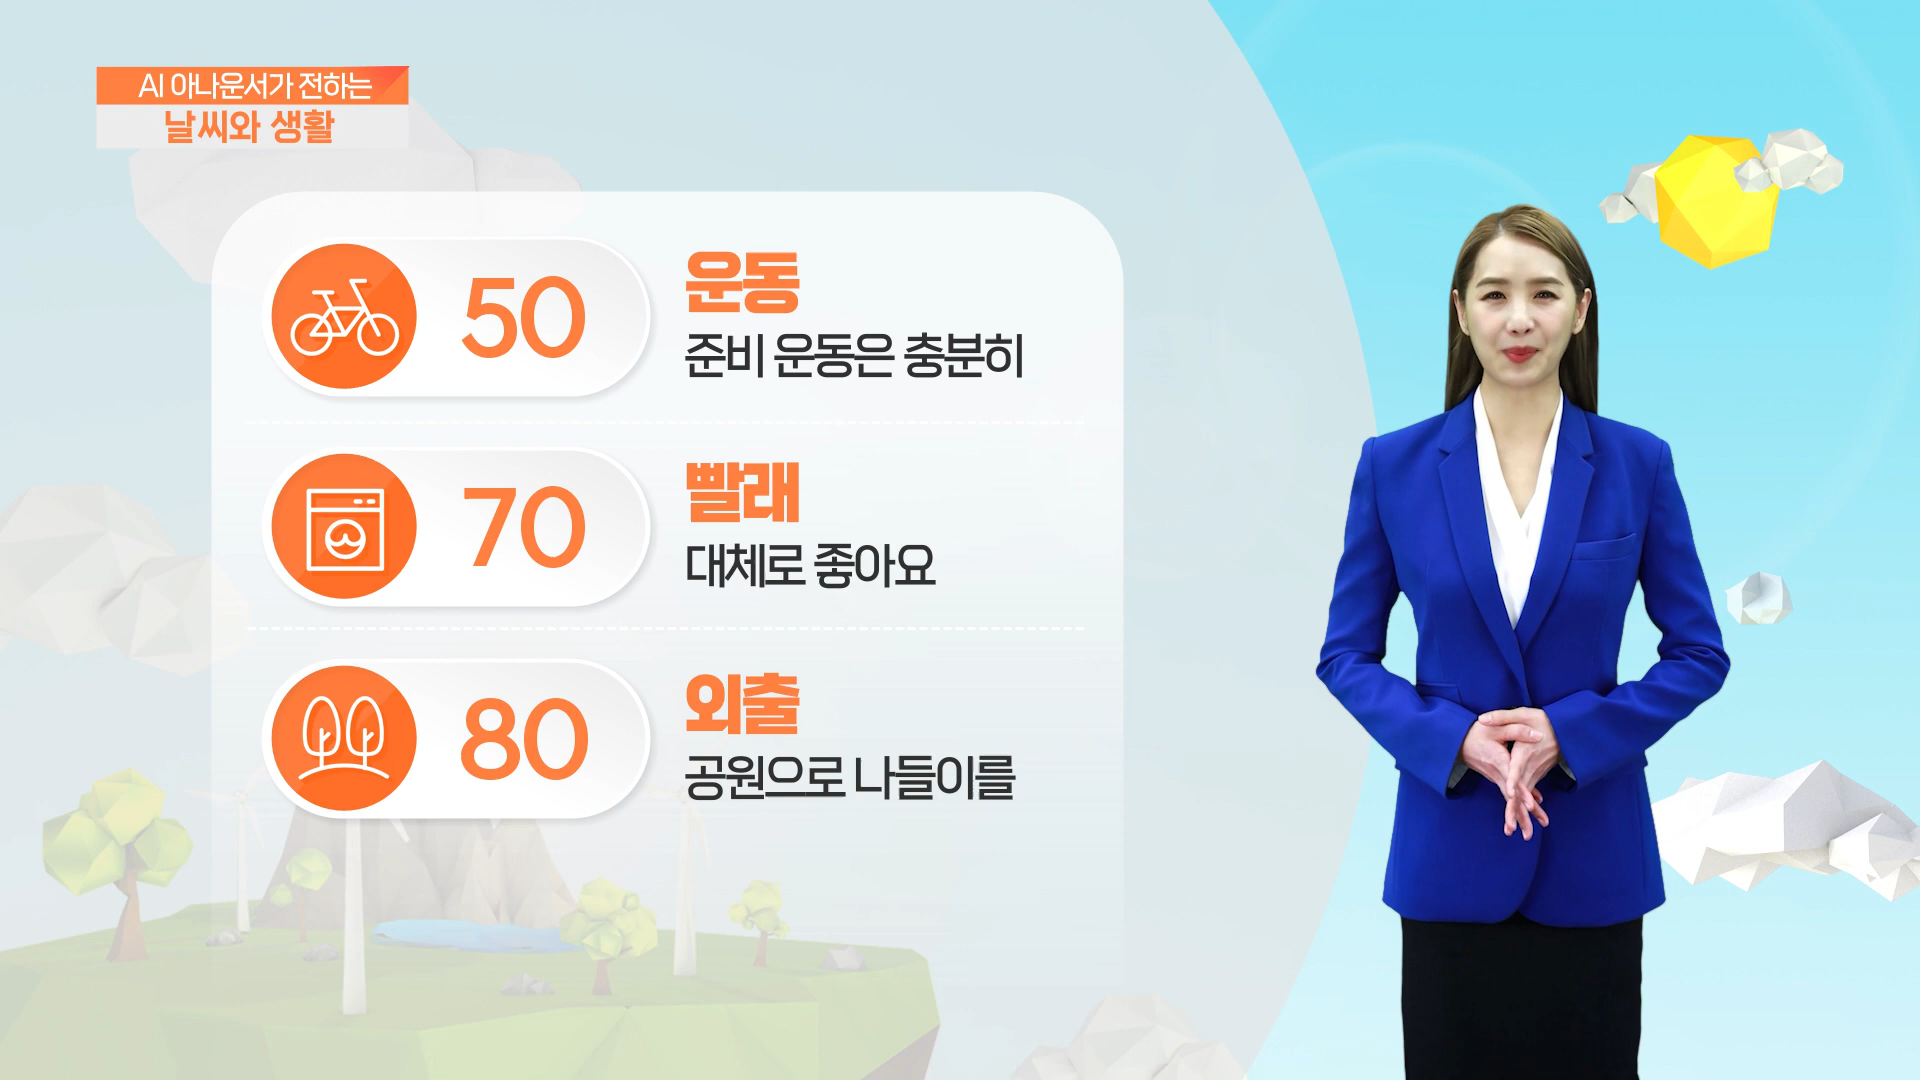 AI 아나운서가 전하는
날씨와 생활
50
운동
준비 운동은 충분히
70
빨래
대체로 좋아요
80
외출
공원으로 나들이를